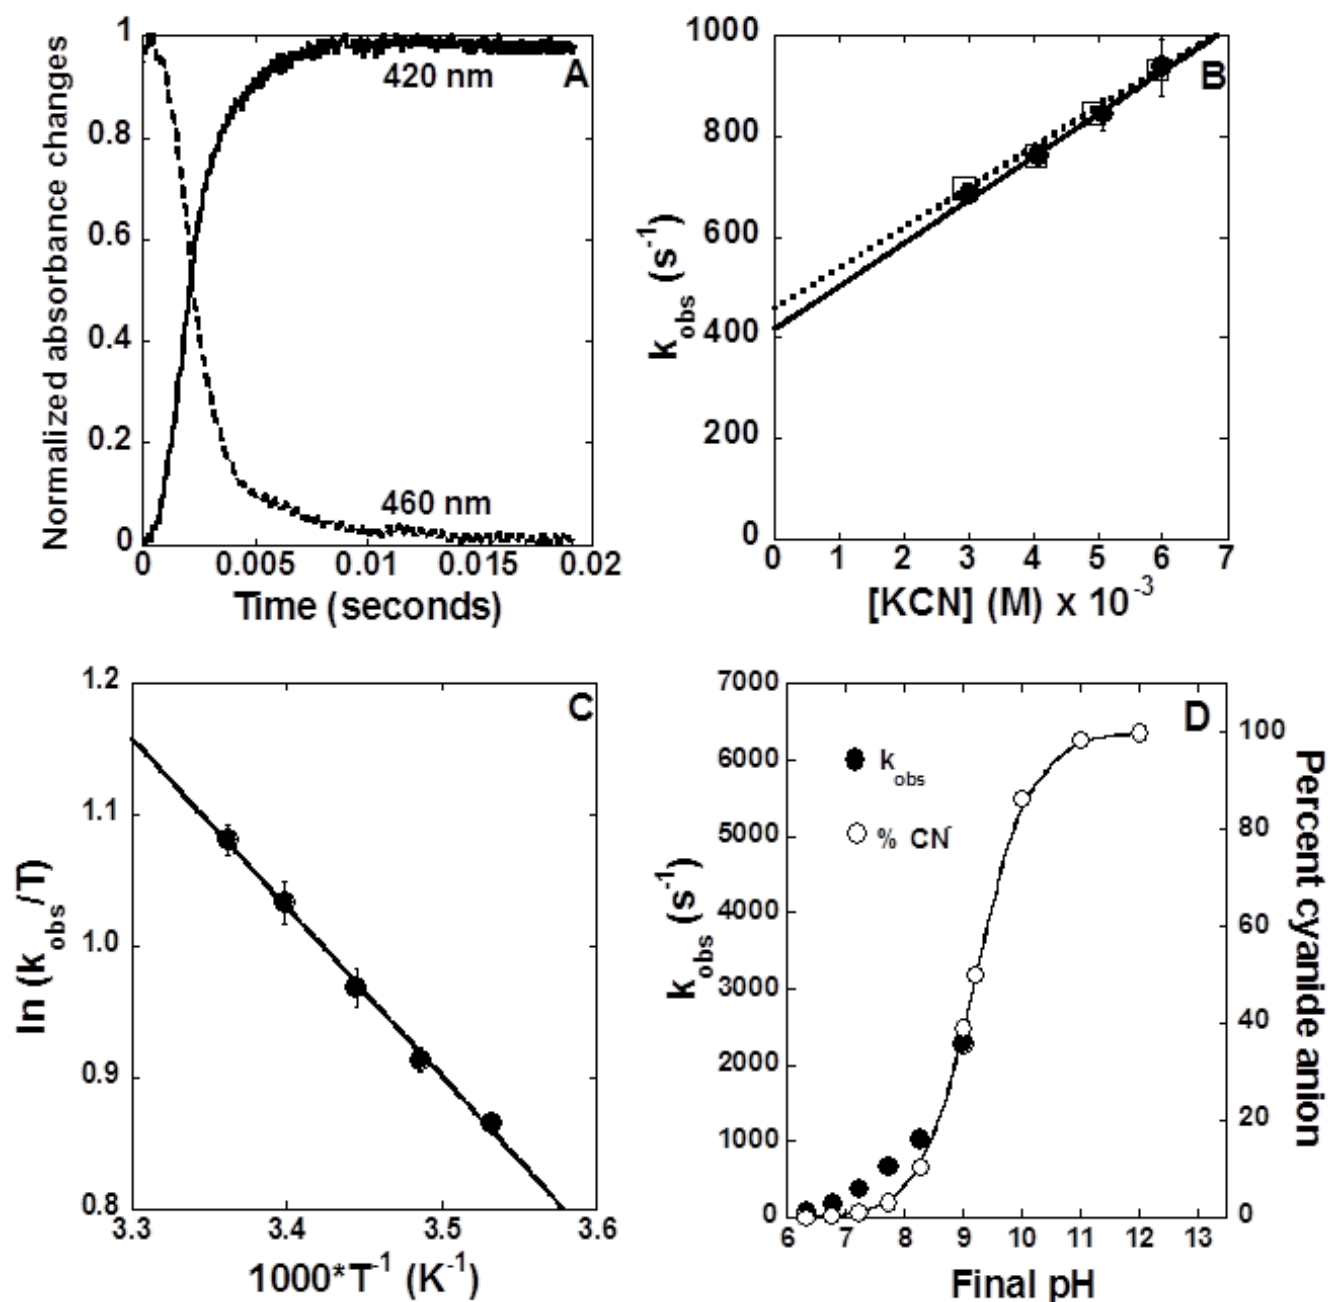 A
Normalized absorbance changes
1
0.8
0.6
0.4
0.2
0
420 nm
460 nm
0 0.005 0.01 0.015 0.02
Time (seconds)
B
k_obs (s⁻¹)
1000
800
600
400
200
0
0 1 2 3 4 5 6 7
[KCN] (M) x 10⁻³
C
ln (k_obs /T)
1.2
1.1
1.0
0.9
0.8
3.3 3.4 3.5 3.6
1000*T⁻¹ (K⁻¹)
D
k_obs (s⁻¹)
7000
6000
5000
4000
3000
2000
1000
0
k_obs
% CN⁻
100
80
60
40
20
0
Percent cyanide anion
6 7 8 9 10 11 12 13
Final pH